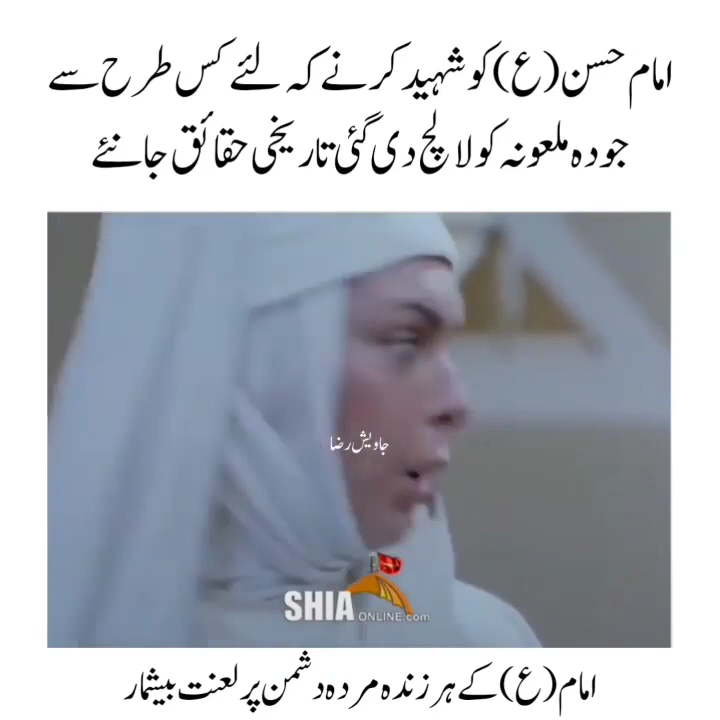 امام حسن (ع) کو شہید کرنے کہ لئے کس طرح سے
جودہ ملعونہ کو لالچ دی گئی تاریخی حقائق جانئے
جاویش رضا
SHIA ONLINE.com
امام (ع) کے ہر زندہ مردہ دشمن پر لعنت بیشمار